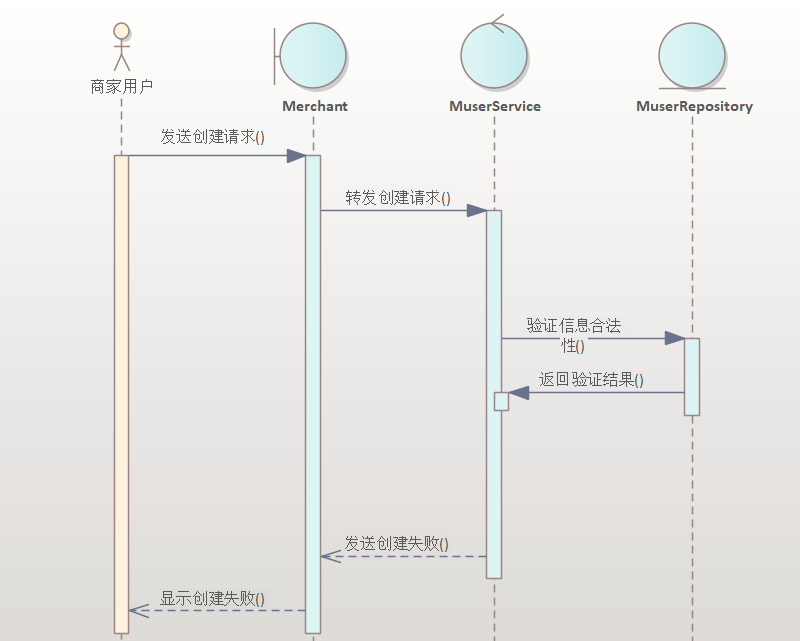 商家用户
Merchant
MuserService
MuserRepository
发送创建请求()
转发创建请求()
验证信息合法
性()
返回验证结果()
发送创建失败()
显示创建失败()